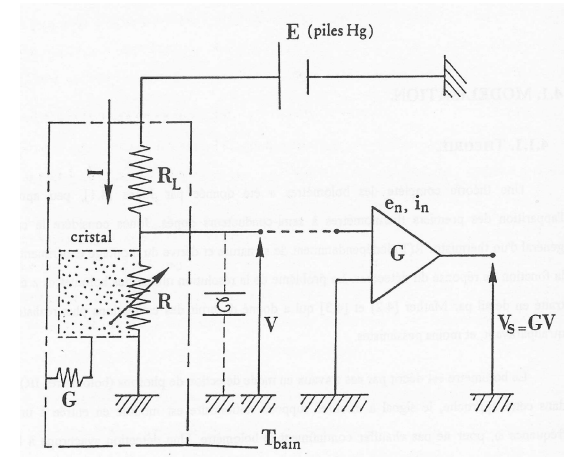 E (piles Hg)
I
R_L
cristal
e_n, i_n
G
R
C
V
V_S=GV
G
T_bain